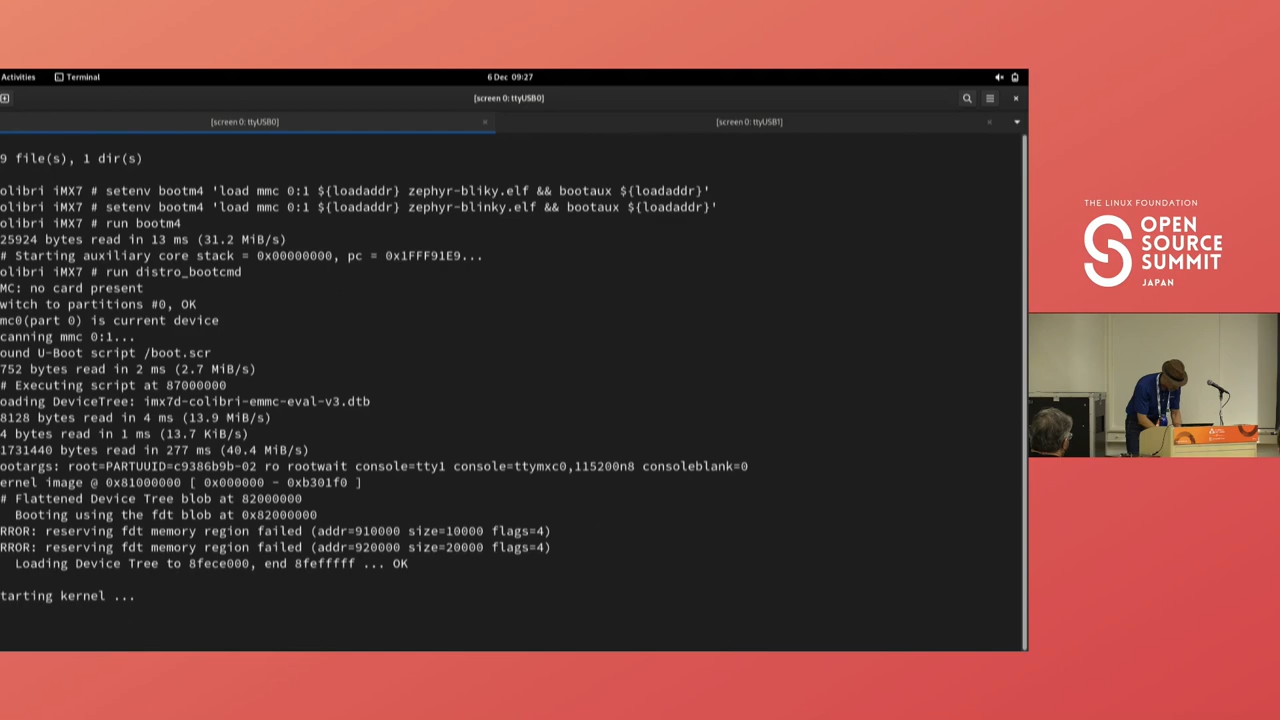 Activities
Terminal
6 Dec 09:27
[screen 0: ttyUSB0]
[screen 0: ttyUSB0]
[screen 0: ttyUSB1]
9 file(s), 1 dir(s)
olibri iMX7 # setenv bootm4 'load mmc 0:1 ${loadaddr} zephyr-bliky.elf && bootaux ${loadaddr}'
olibri iMX7 # setenv bootm4 'load mmc 0:1 ${loadaddr} zephyr-blinky.elf && bootaux ${loadaddr}'
olibri iMX7 # run bootm4
25924 bytes read in 13 ms (31.2 MiB/s)
# Starting auxiliary core stack = 0x00000000, pc = 0x1FFF91E9...
olibri iMX7 # run distro_bootcmd
MC: no card present
witch to partitions #0, OK
mc0(part 0) is current device
canning mmc 0:1...
ound U-Boot script /boot.scr
752 bytes read in 2 ms (2.7 MiB/s)
# Executing script at 87000000
oading DeviceTree: imx7d-colibri-emmc-eval-v3.dtb
8128 bytes read in 4 ms (13.9 MiB/s)
4 bytes read in 1 ms (13.7 KiB/s)
1731440 bytes read in 277 ms (40.4 MiB/s)
ootargs: root=PARTUUID=c9386b9b-02 ro rootwait console=tty1 console=ttymxc0,115200n8 consoleblank=0
ernel image @ 0x81000000 [ 0x000000 - 0xb301f0 ]
# Flattened Device Tree blob at 82000000
Booting using the fdt blob at 0x82000000
RROR: reserving fdt memory region failed (addr=910000 size=10000 flags=4)
RROR: reserving fdt memory region failed (addr=920000 size=20000 flags=4)
Loading Device Tree to 8fece000, end 8fefffff ... OK
tarting kernel ...
THE LINUX FOUNDATION
OPEN
SOURCE
SUMMIT
JAPAN